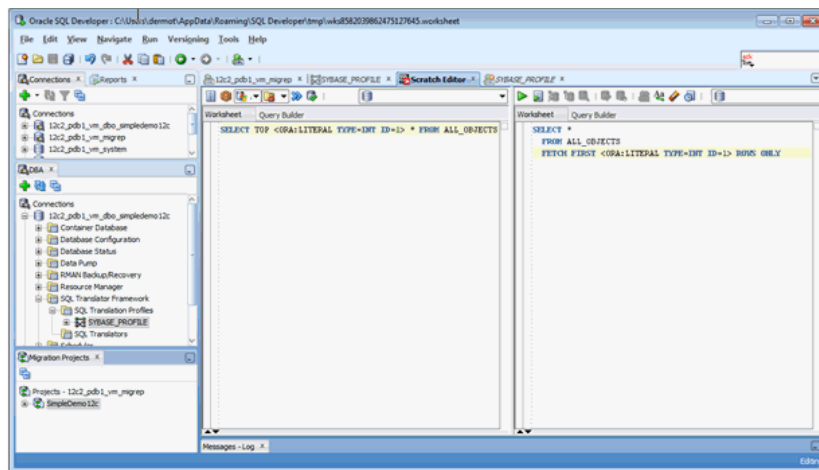 Oracle SQL Developer : C:\Users\dermot\AppData\Roaming\SQL Developer\tmp\wks8582039862475127645.worksheet
File Edit View Navigate Run Versioning Tools Help
Connections Reports
Connections
12c2_pdb1_vm_dbo_simpledemo12c
12c2_pdb1_vm_migrep
12c2_pdb1_vm_system
DBA
Connections
12c2_pdb1_vm_dbo_simpledemo12c
Container Database
Database Configuration
Database Status
Data Pump
RMAN Backup/Recovery
Resource Manager
SQL Translator Framework
SQL Translation Profiles
SYBASE_PROFILE
SQL Translators
Scheduler
Migration Projects
Projects - 12c2_pdb1_vm_migrep
SimpleDemo12c
12c2_pdb1_vm_migrep SYBASE_PROFILE Scratch Editor SYBASE_PROFILE
Worksheet Query Builder
SELECT TOP <ORA:LITERAL TYPE=INT ID=1> * FROM ALL_OBJECTS
Worksheet Query Builder
SELECT *
FROM ALL_OBJECTS
FETCH FIRST <ORA:LITERAL TYPE=INT ID=1> ROWS ONLY
Messages - Log